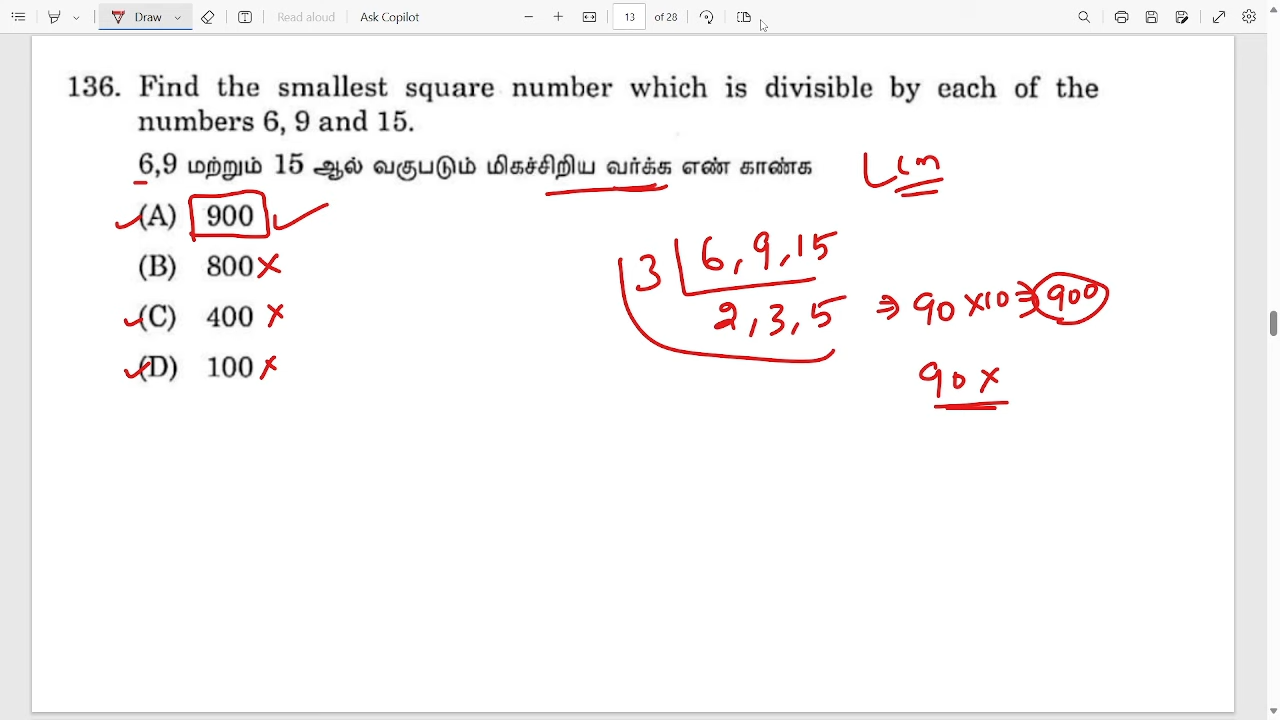 Draw
Read aloud
Ask Copilot
13 of 28
136. Find the smallest square number which is divisible by each of the
numbers 6, 9 and 15.
6,9 மற்றும் 15 ஆல் வகுபடும் மிகச்சிறிய வர்க்க எண் காண்க
Lcm
(A) 900
(B) 800 x
(C) 400 x
(D) 100 x
3 6, 9, 15
2, 3, 5 ⇒ 90 x 10 ⇒ 900
90 x